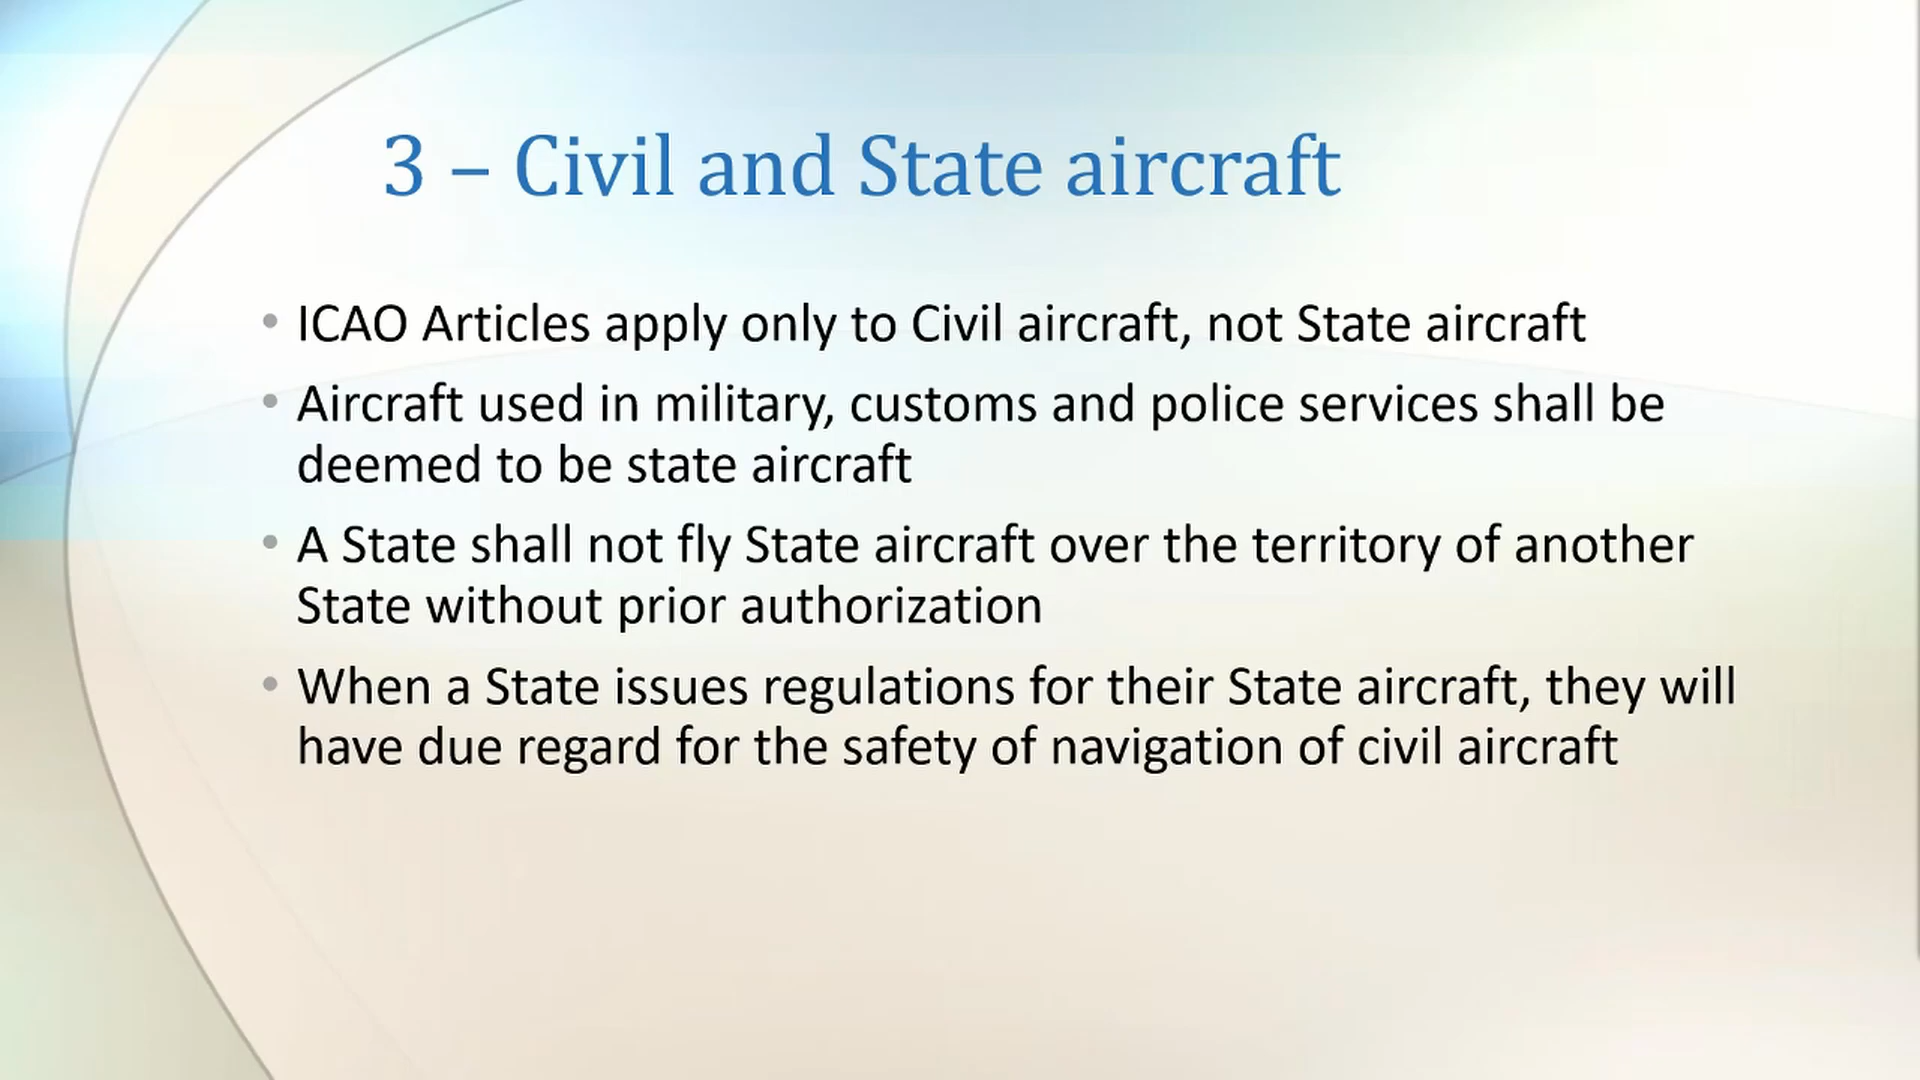 3 – Civil and State aircraft
• ICAO Articles apply only to Civil aircraft, not State aircraft
• Aircraft used in military, customs and police services shall be
deemed to be state aircraft
• A State shall not fly State aircraft over the territory of another
State without prior authorization
• When a State issues regulations for their State aircraft, they will
have due regard for the safety of navigation of civil aircraft